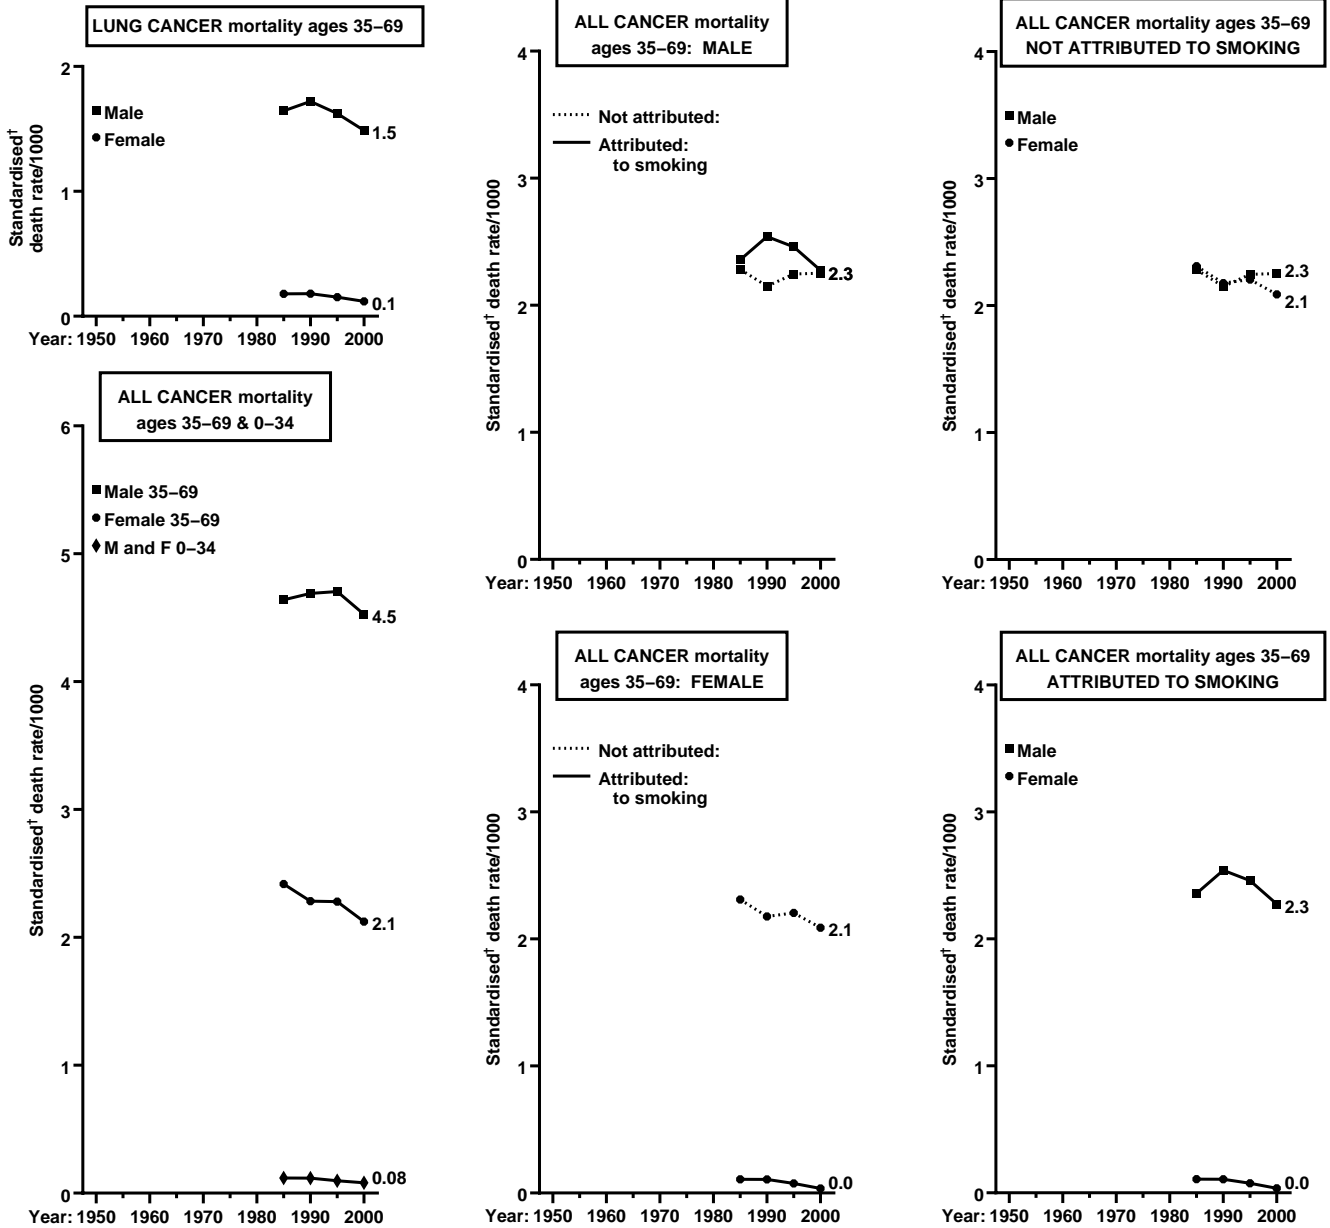 LUNG CANCER mortality ages 35–69
2
1
0
Standardised†
death rate/1000
Male
Female
1.5
0.1
Year: 1950 1960 1970 1980 1990 2000
ALL CANCER mortality
ages 35–69 & 0–34
6
5
4
3
2
1
0
Standardised† death rate/1000
Male 35–69
Female 35–69
M and F 0–34
4.5
2.1
0.08
Year: 1950 1960 1970 1980 1990 2000
ALL CANCER mortality
ages 35–69: MALE
4
3
2
1
0
Standardised† death rate/1000
Not attributed:
Attributed:
to smoking
2.3
Year: 1950 1960 1970 1980 1990 2000
ALL CANCER mortality
ages 35–69: FEMALE
4
3
2
1
0
Standardised† death rate/1000
Not attributed:
Attributed:
to smoking
2.1
0.0
Year: 1950 1960 1970 1980 1990 2000
ALL CANCER mortality ages 35–69
NOT ATTRIBUTED TO SMOKING
4
3
2
1
0
Standardised† death rate/1000
Male
Female
2.3
2.1
Year: 1950 1960 1970 1980 1990 2000
ALL CANCER mortality ages 35–69
ATTRIBUTED TO SMOKING
4
3
2
1
0
Standardised† death rate/1000
Male
Female
2.3
0.0
Year: 1950 1960 1970 1980 1990 2000